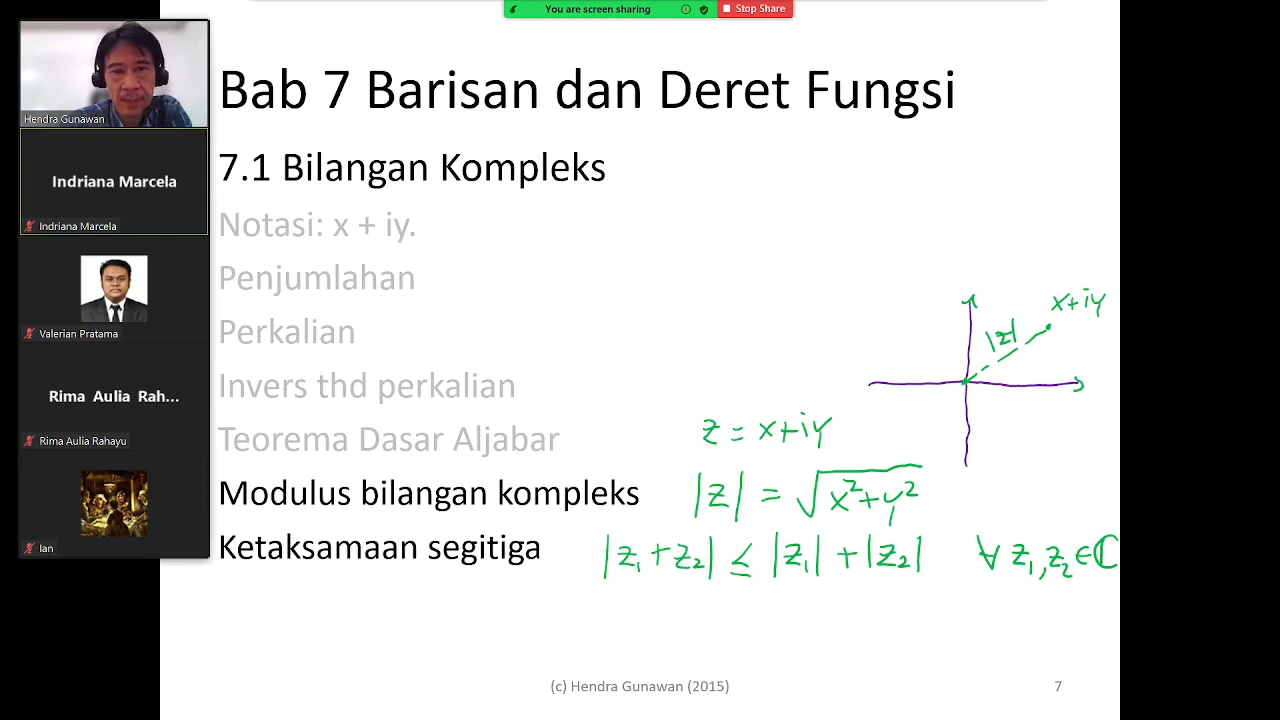 You are screen sharing
Stop Share
Hendra Gunawan
Indriana Marcela
Indriana Marcela
Valerian Pratama
Rima Aulia Rah...
Rima Aulia Rahayu
Ian
Bab 7 Barisan dan Deret Fungsi
7.1 Bilangan Kompleks
Notasi: x + iy.
Penjumlahan
Perkalian
Invers thd perkalian
Teorema Dasar Aljabar
x+iy
|z|
z = x+iy
Modulus bilangan kompleks |z| = √x²+y²
Ketaksamaan segitiga |z₁+z₂| ≤ |z₁| + |z₂| ∀ z₁,z₂ ∈ ℂ
(c) Hendra Gunawan (2015) 7